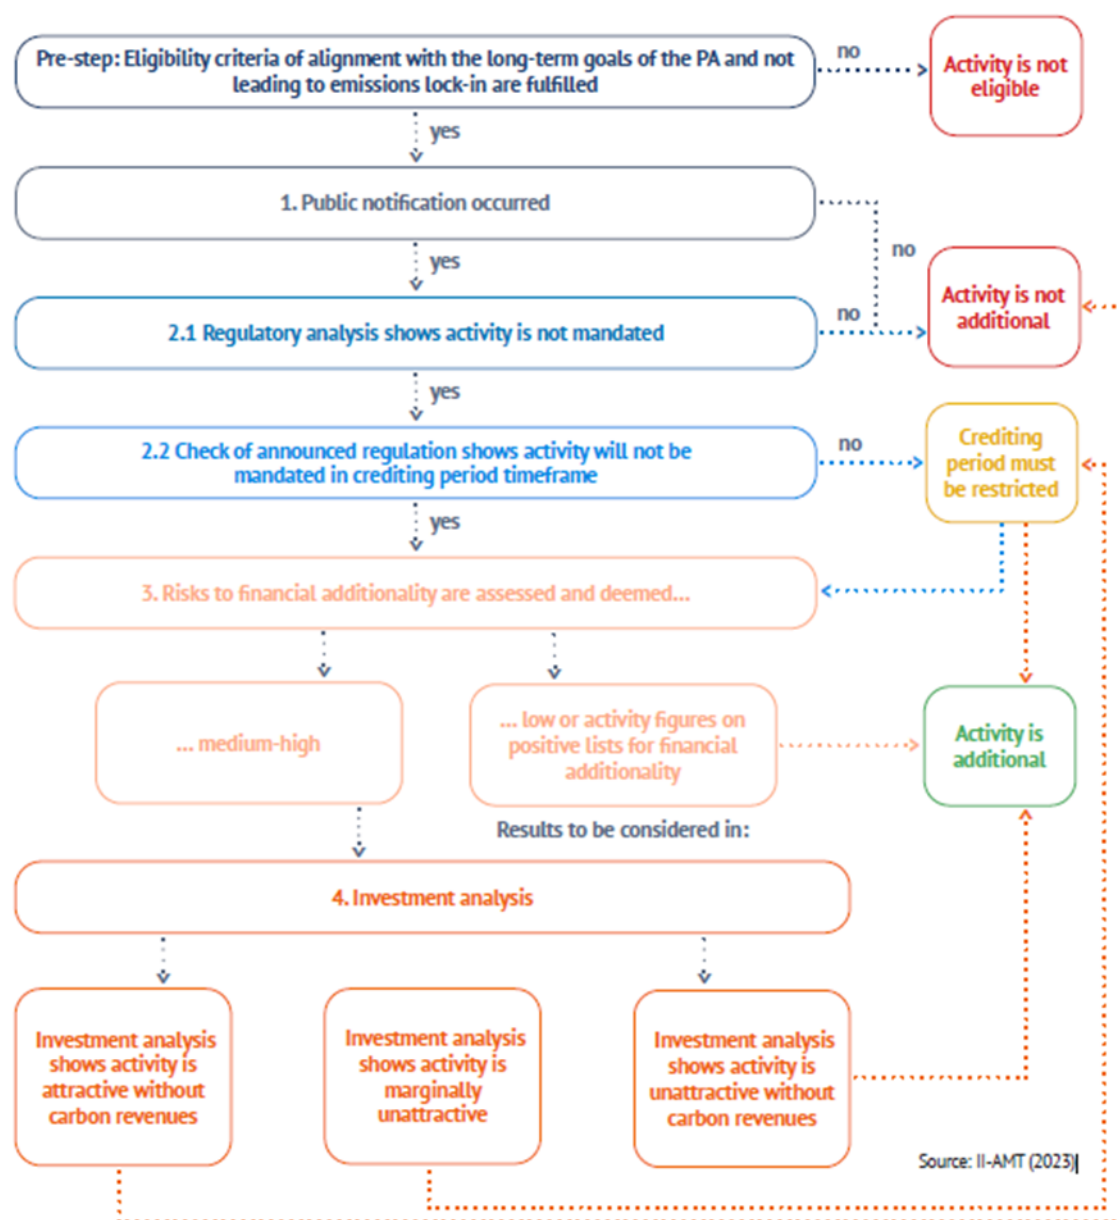 Pre-step: Eligibility criteria of alignment with the long-term goals of the PA and not
leading to emissions lock-in are fulfilled
no
Activity is not
eligible
yes
1. Public notification occurred
no
yes
2.1 Regulatory analysis shows activity is not mandated
no
Activity is not
additional
yes
2.2 Check of announced regulation shows activity will not be
mandated in crediting period timeframe
no
Crediting
period must
be restricted
yes
3. Risks to financial additionality are assessed and deemed...
... medium-high
... low or activity figures on
positive lists for financial
additionality
Activity is
additional
Results to be considered in:
4. Investment analysis
Investment analysis
shows activity is
attractive without
carbon revenues
Investment analysis
shows activity is
marginally
unattractive
Investment analysis
shows activity is
unattractive without
carbon revenues
Source: II-AMT (2023)